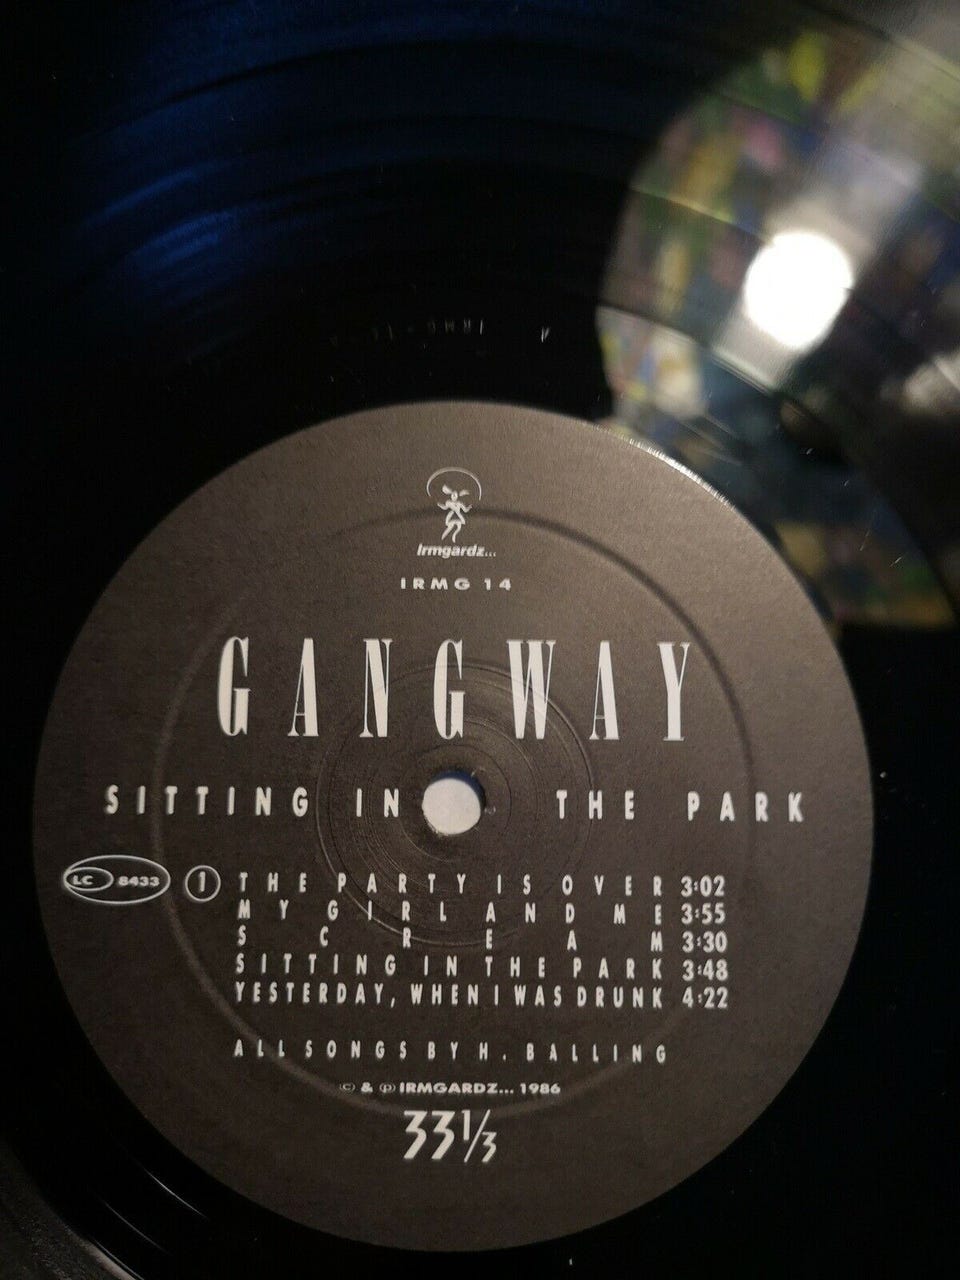 Irmgardz...
IRMG 14
GANGWAY
SITTING IN THE PARK
LC 8433
1
THE PARTY IS OVER 3:02
MY GIRL AND ME 3:55
SCREAM 3:30
SITTING IN THE PARK 3:48
YESTERDAY, WHEN I WAS DRUNK 4:22
ALL SONGS BY H. BALLING
© & ℗ IRMGARDZ... 1986
33 1/3